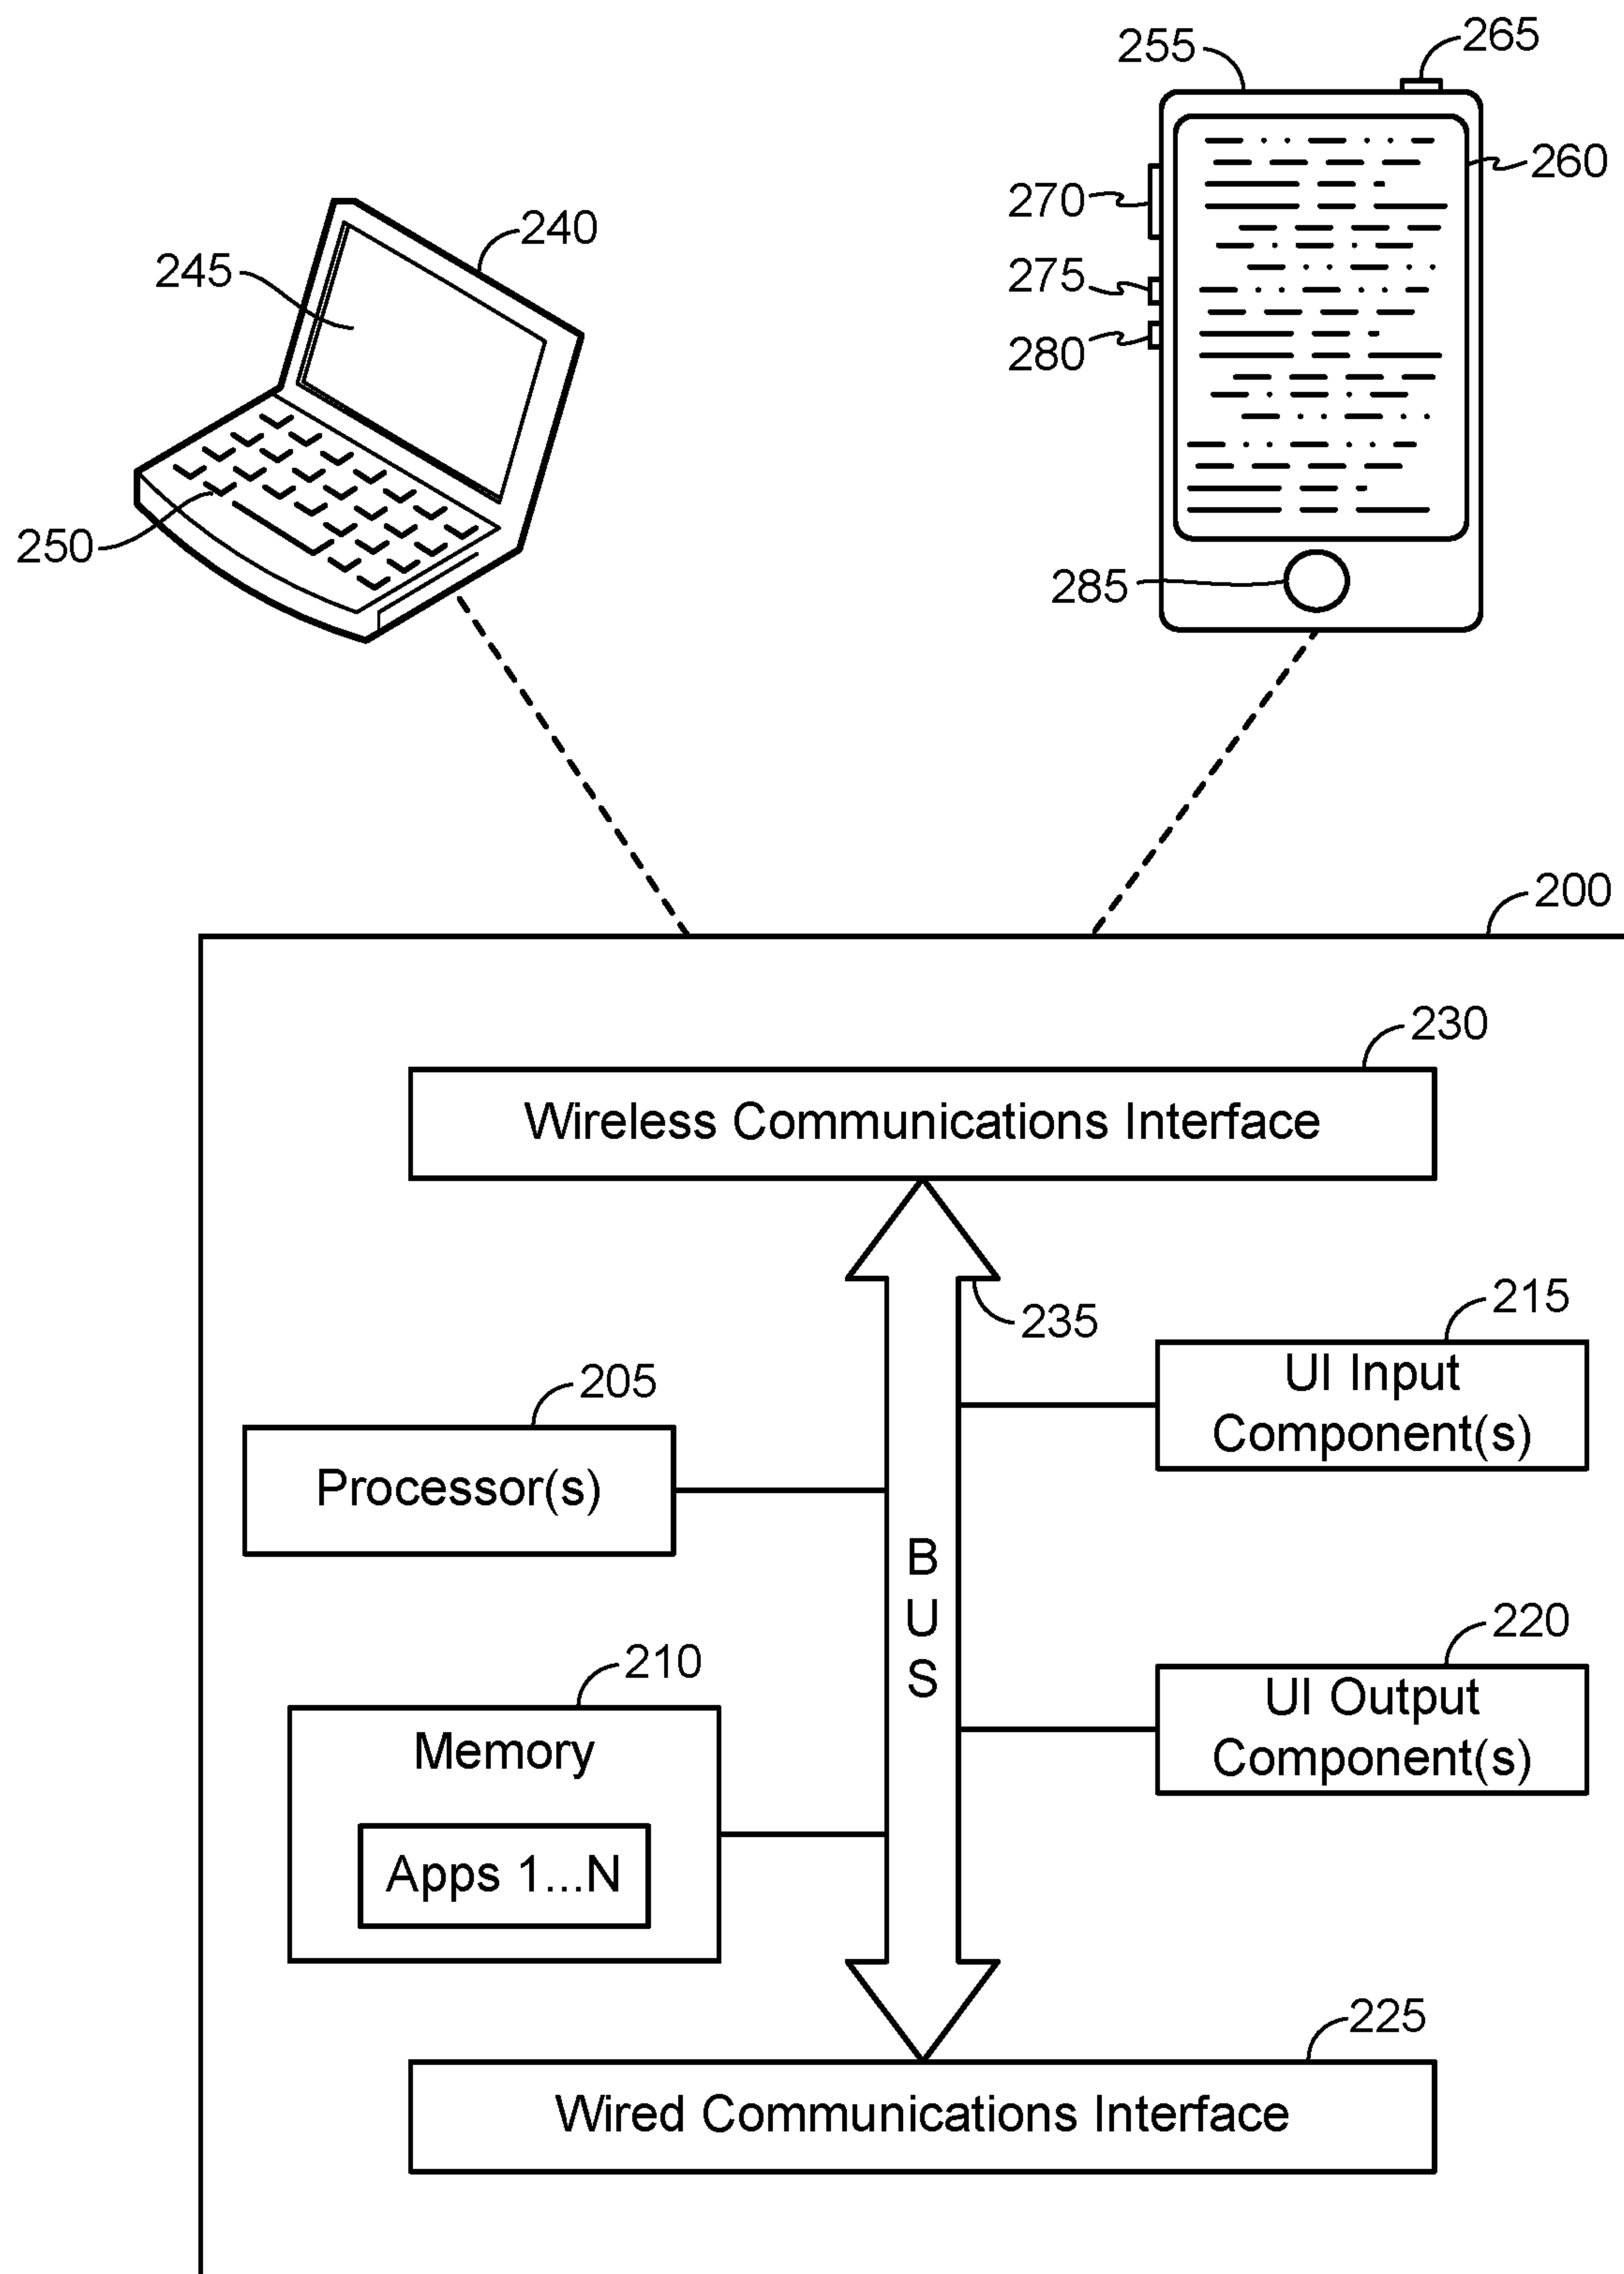 265
255
260
270
240
245
275
280
250
285
200
230
Wireless Communications Interface
235
215
UI Input
Component(s)
205
Processor(s)
B
U
S
220
UI Output
Component(s)
210
Memory
Apps 1...N
225
Wired Communications Interface